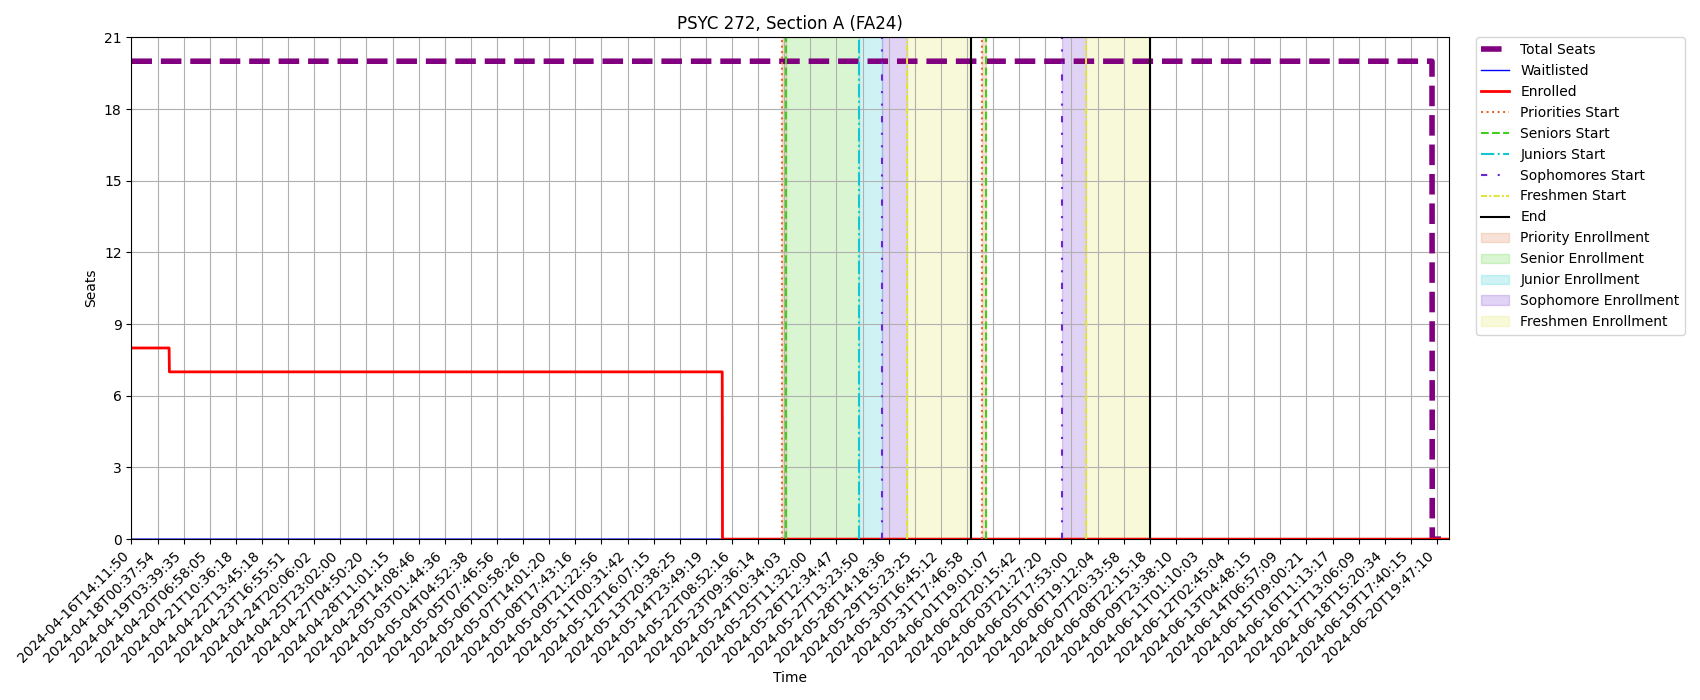 PSYC 272, Section A (FA24)
21
18
15
12
9
6
3
0
Seats
2024-04-16T14:11:50
2024-04-18T00:37:54
2024-04-19T03:39:35
2024-04-20T06:58:05
2024-04-21T10:36:18
2024-04-22T13:45:18
2024-04-23T16:55:51
2024-04-24T20:06:02
2024-04-25T23:02:00
2024-04-27T04:50:20
2024-04-28T11:01:15
2024-04-29T14:08:46
2024-05-03T01:44:36
2024-05-04T04:52:38
2024-05-05T07:46:56
2024-05-06T10:58:26
2024-05-07T14:01:20
2024-05-08T17:43:16
2024-05-09T21:22:56
2024-05-11T00:31:42
2024-05-12T16:07:15
2024-05-13T20:38:25
2024-05-14T23:49:19
2024-05-22T08:52:16
2024-05-23T09:36:14
2024-05-24T10:34:03
2024-05-25T11:32:00
2024-05-26T12:34:47
2024-05-27T13:23:50
2024-05-28T14:18:36
2024-05-29T15:23:25
2024-05-30T16:45:12
2024-05-31T17:46:58
2024-06-01T19:01:07
2024-06-02T20:15:42
2024-06-03T21:27:20
2024-06-05T17:53:00
2024-06-06T19:12:04
2024-06-07T20:33:58
2024-06-08T22:15:18
2024-06-09T23:38:10
2024-06-11T01:10:03
2024-06-12T02:45:04
2024-06-13T04:48:15
2024-06-14T06:57:09
2024-06-15T09:00:21
2024-06-16T11:13:17
2024-06-17T13:06:09
2024-06-18T15:20:34
2024-06-19T17:40:15
2024-06-20T19:47:10
Time
Total Seats
Waitlisted
Enrolled
Priorities Start
Seniors Start
Juniors Start
Sophomores Start
Freshmen Start
End
Priority Enrollment
Senior Enrollment
Junior Enrollment
Sophomore Enrollment
Freshmen Enrollment